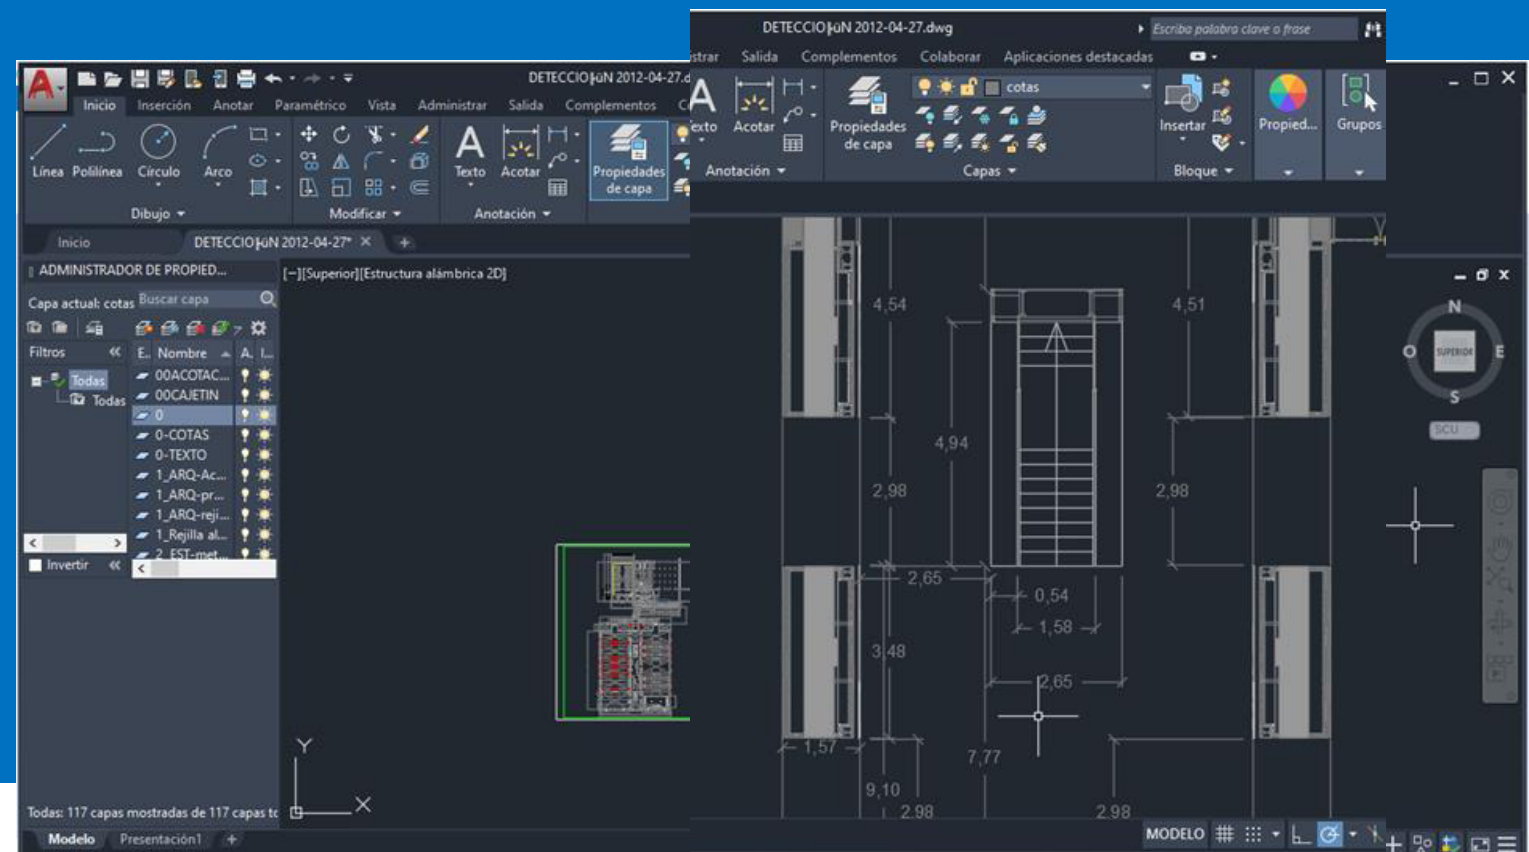 DETECCIO├│N 2012-04-27.dwg
Escriba palabra clave o frase
DETECCIO├│N 2012-04-27.d
Inicio Inserción Anotar Paramétrico Vista Administrar Salida Complementos C
strar Salida Complementos Colaborar Aplicaciones destacadas
cotas
Línea Polilínea Círculo Arco
Texto Acotar
Propiedades
de capa
exto Acotar
Propiedades
de capa
Insertar
Propied...
Grupos
Dibujo Modificar Anotación
Anotación Capas Bloque
Inicio
DETECCIO├│N 2012-04-27*
ADMINISTRADOR DE PROPIED...
[−][Superior][Estructura alámbrica 2D]
Capa actual: cotas
Buscar capa
Filtros
E.. Nombre A. I...
Todas
Todas
00ACOTAC...
00CAJETIN
0
0-COTAS
0-TEXTO
1_ARQ-Ac...
1_ARQ-pr...
1_ARQ-reji...
1_Rejilla al...
2_EST-met...
Invertir
4,54
4,51
4,94
2,98
2,98
2,65
0,54
1,58
3,48
2,65
1,57
7,77
9,10
2.98
2.98
N
O SUPERIOR E
S
SCU
Y
X
Todas: 117 capas mostradas de 117 capas to
Modelo Presentación1 +
MODELO